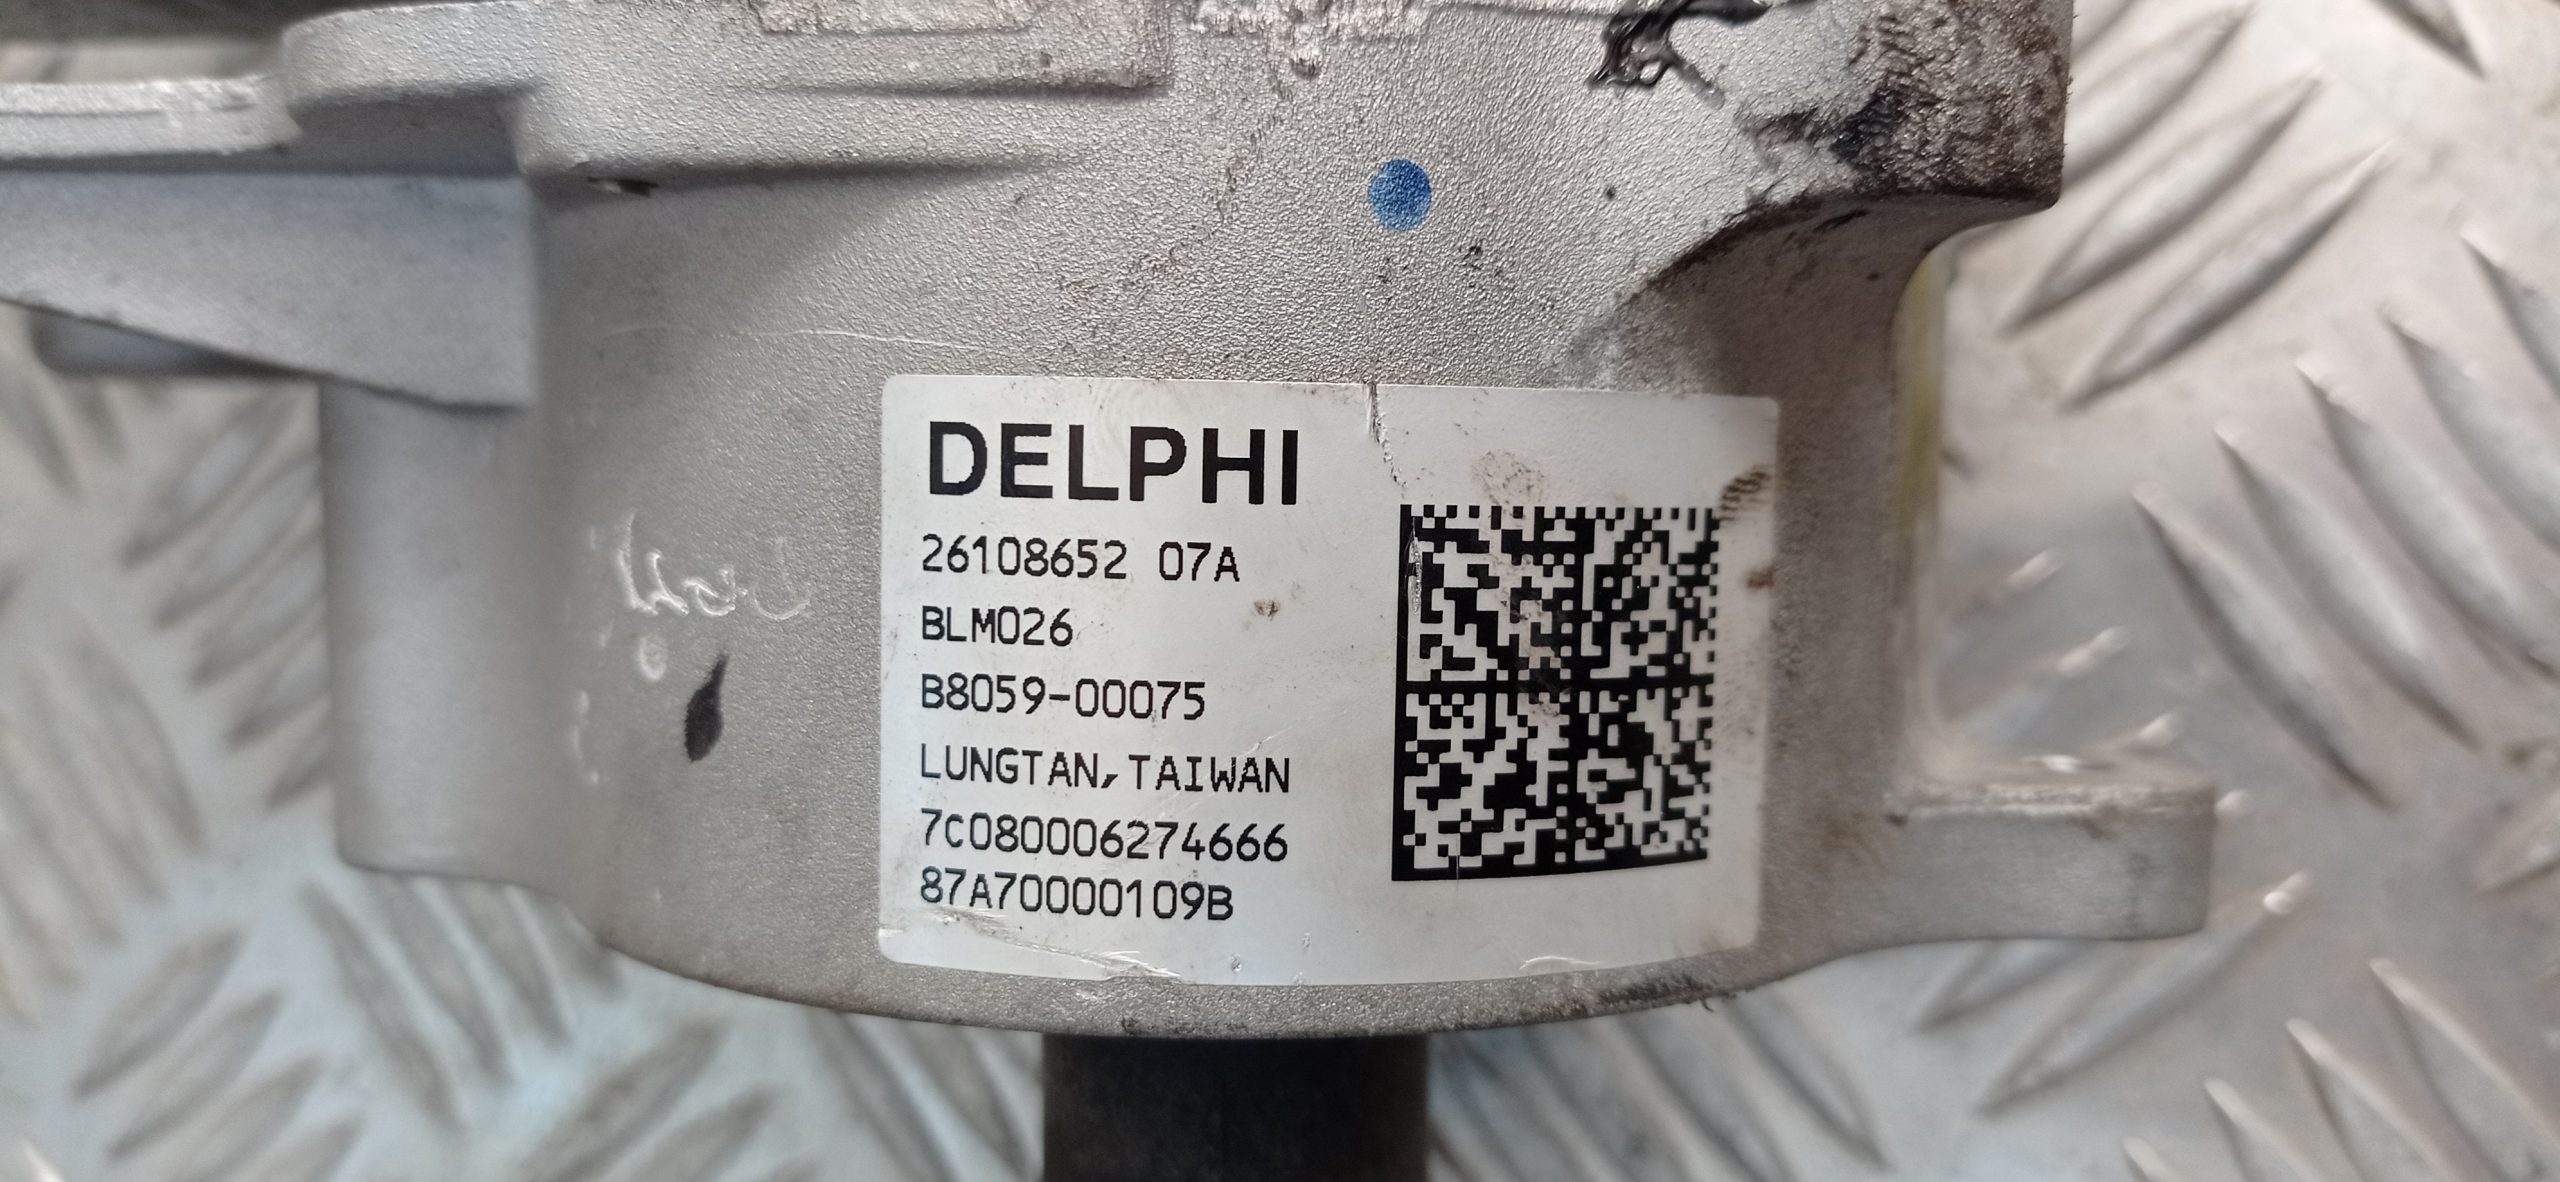 DELPHI
26108652 07A
BLM026
B8059-00075
LUNGTAN, TAIWAN
7C080006274666
87A70000109B